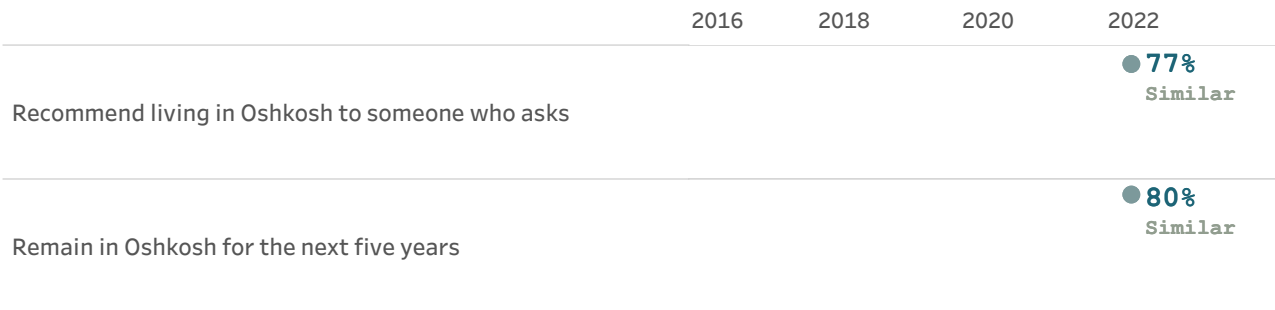 2016 2018 2020 2022
77%
Similar
Recommend living in Oshkosh to someone who asks
80%
Similar
Remain in Oshkosh for the next five years